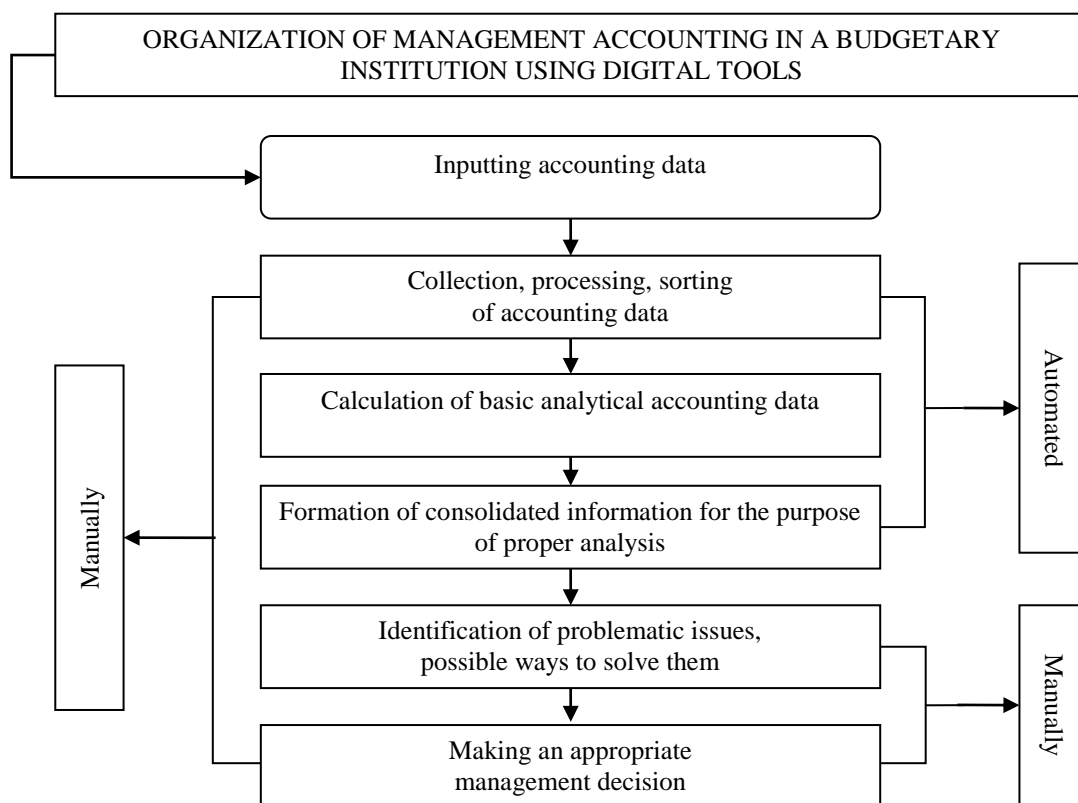 ORGANIZATION OF MANAGEMENT ACCOUNTING IN A BUDGETARY
INSTITUTION USING DIGITAL TOOLS
Inputting accounting data
Collection, processing, sorting
of accounting data
Calculation of basic analytical accounting data
Formation of consolidated information for the purpose
of proper analysis
Identification of problematic issues,
possible ways to solve them
Making an appropriate
management decision
Manually
Automated
Manually